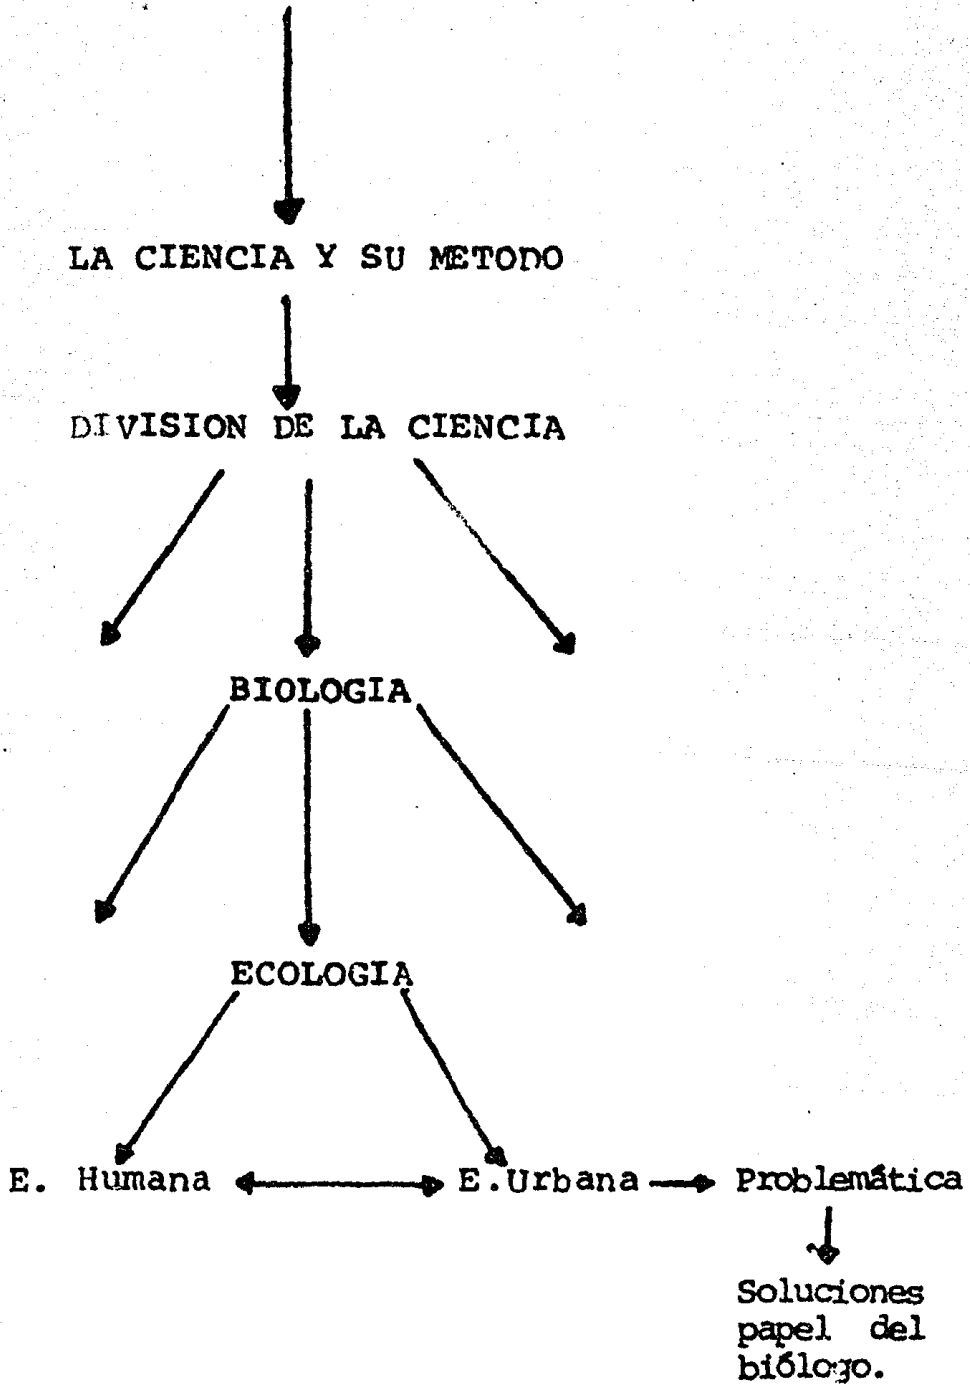 LA CIENCIA Y SU METODO
DIVISION DE LA CIENCIA
BIOLOGIA
ECOLOGIA
E. Humana E.Urbana Problemática
Soluciones
papel del
biólogo.